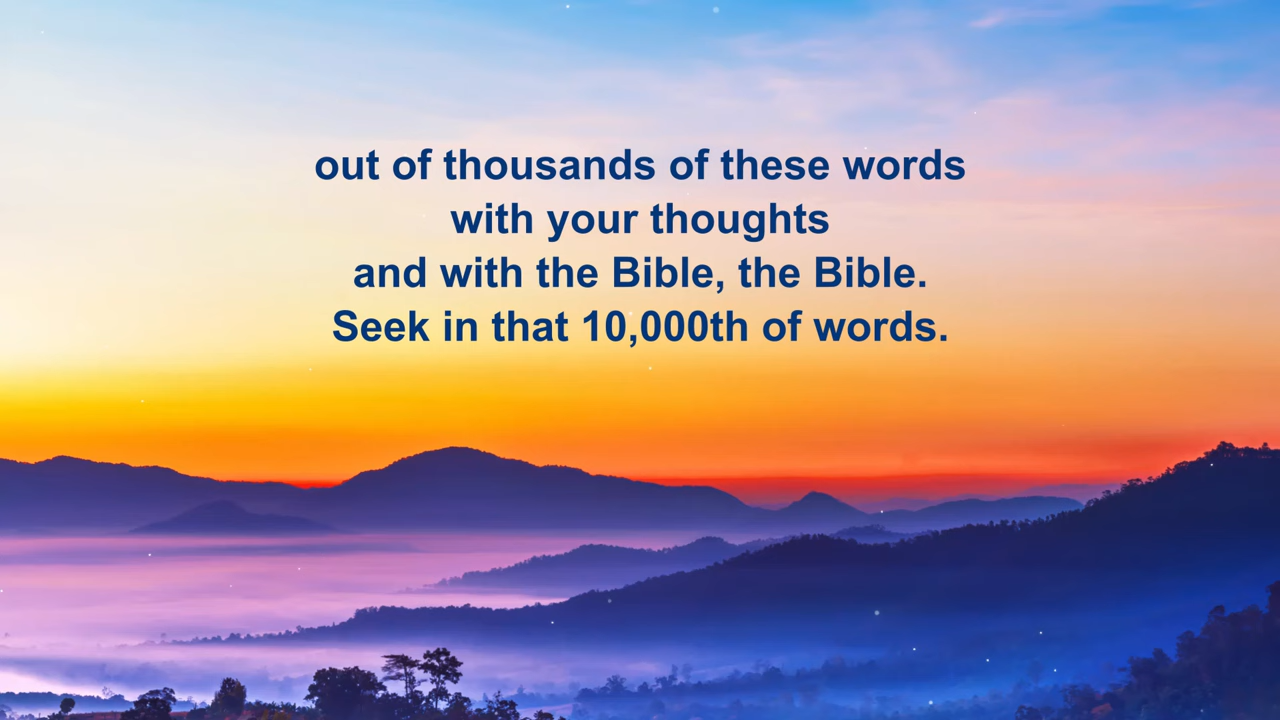 out of thousands of these words
with your thoughts
and with the Bible, the Bible.
Seek in that 10,000th of words.